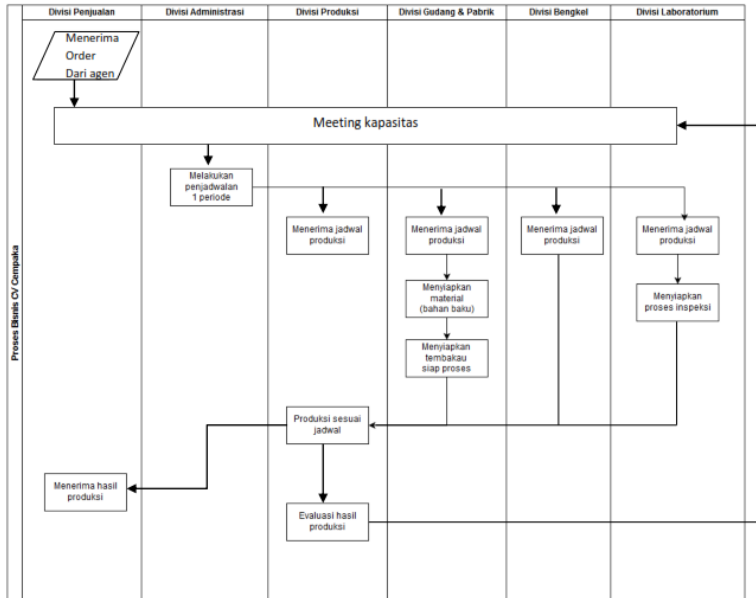 Divisi Penjualan
Divisi Administrasi
Divisi Produksi
Divisi Gudang & Pabrik
Divisi Bengkel
Divisi Laboratorium
Proses Bisnis CV Cempaka
Menerima
Order
Dari agen
Meeting kapasitas
Melakukan
penjadwalan
1 periode
Menerima jadwal
produksi
Menerima jadwal
produksi
Menerima jadwal
produksi
Menerima jadwal
produksi
Menyiapkan
material
(bahan baku)
Menyiapkan
proses inspeksi
Menyiapkan
tembakau
siap proses
Produksi sesuai
jadwal
Menerima hasil
produksi
Evaluasi hasil
produksi